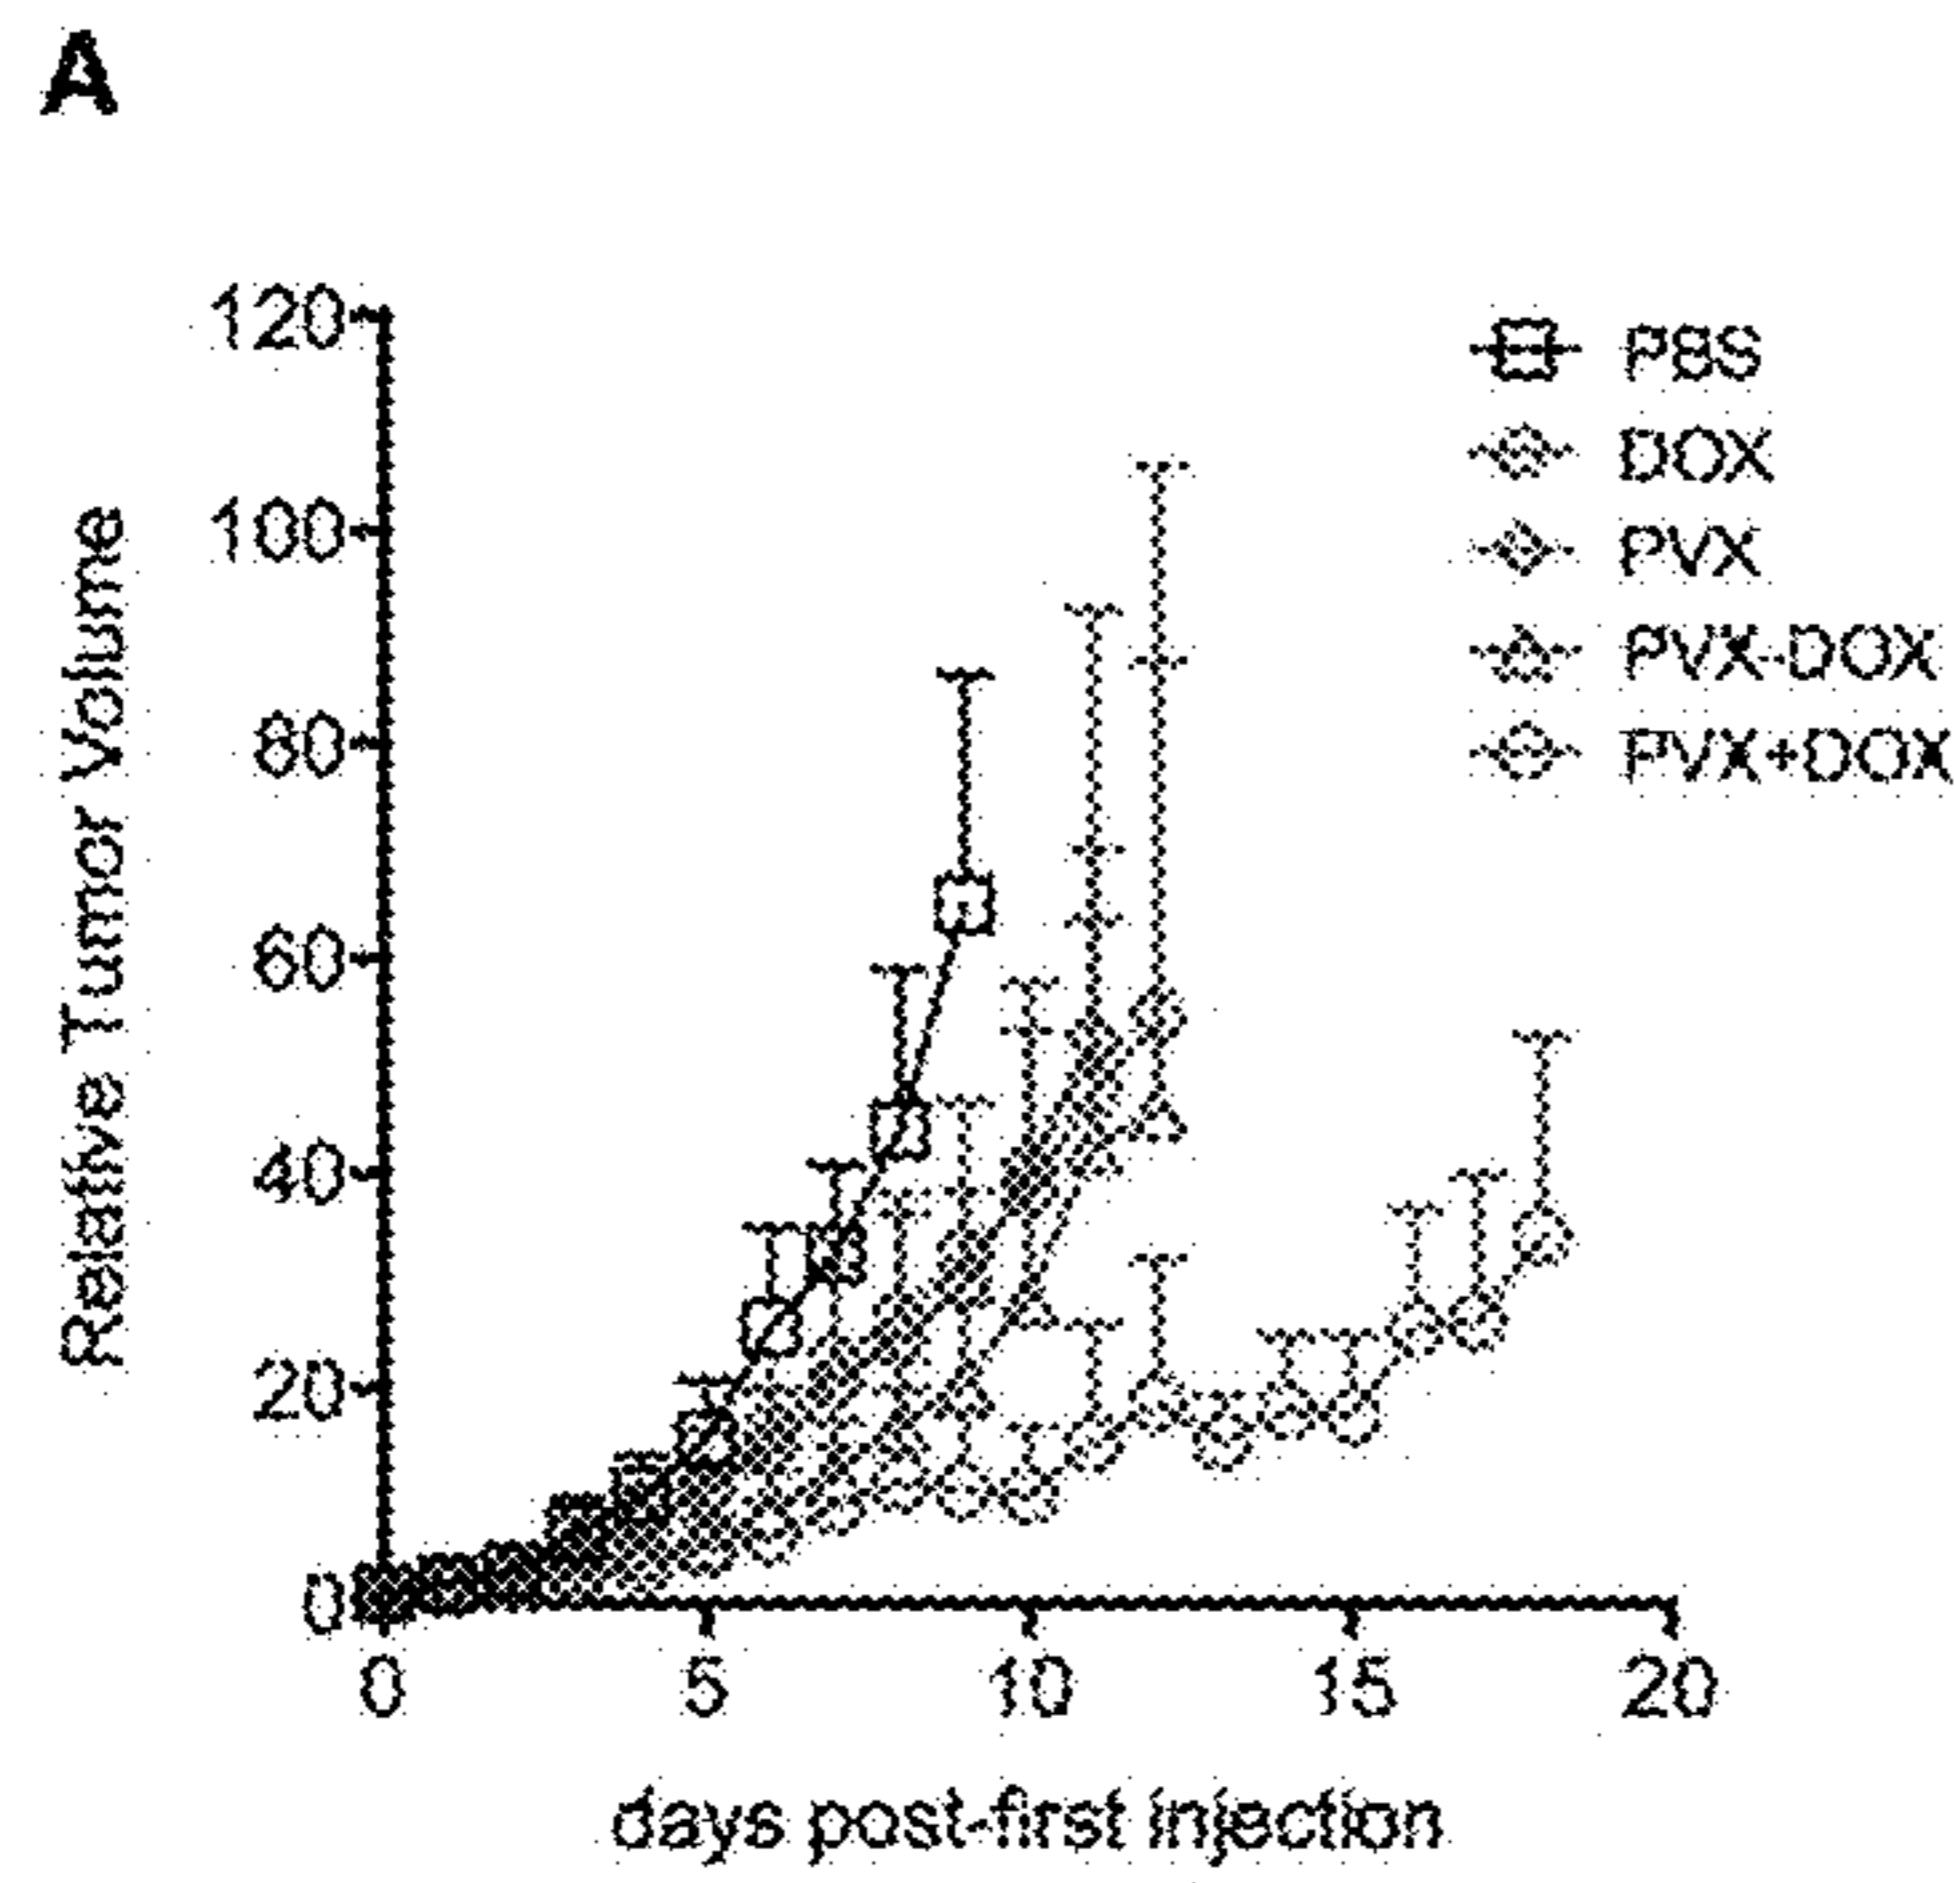 A
120
100
80
60
40
20
0
Relative Tumor Volume
0 5 10 15 20
days post-first injection
PBS
DOX
PVX
PVX-DOX
PVX+DOX